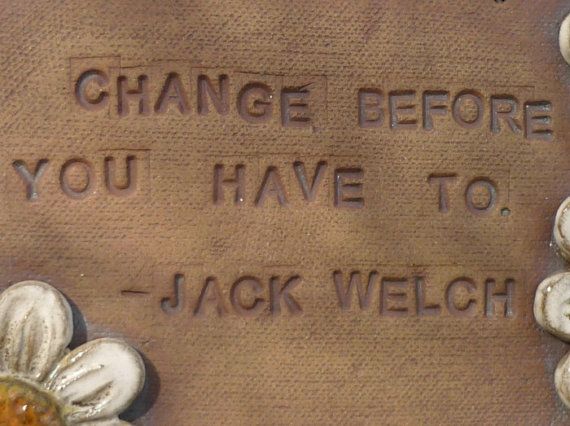 CHANGE BEFORE
YOU HAVE TO.
-JACK WELCH